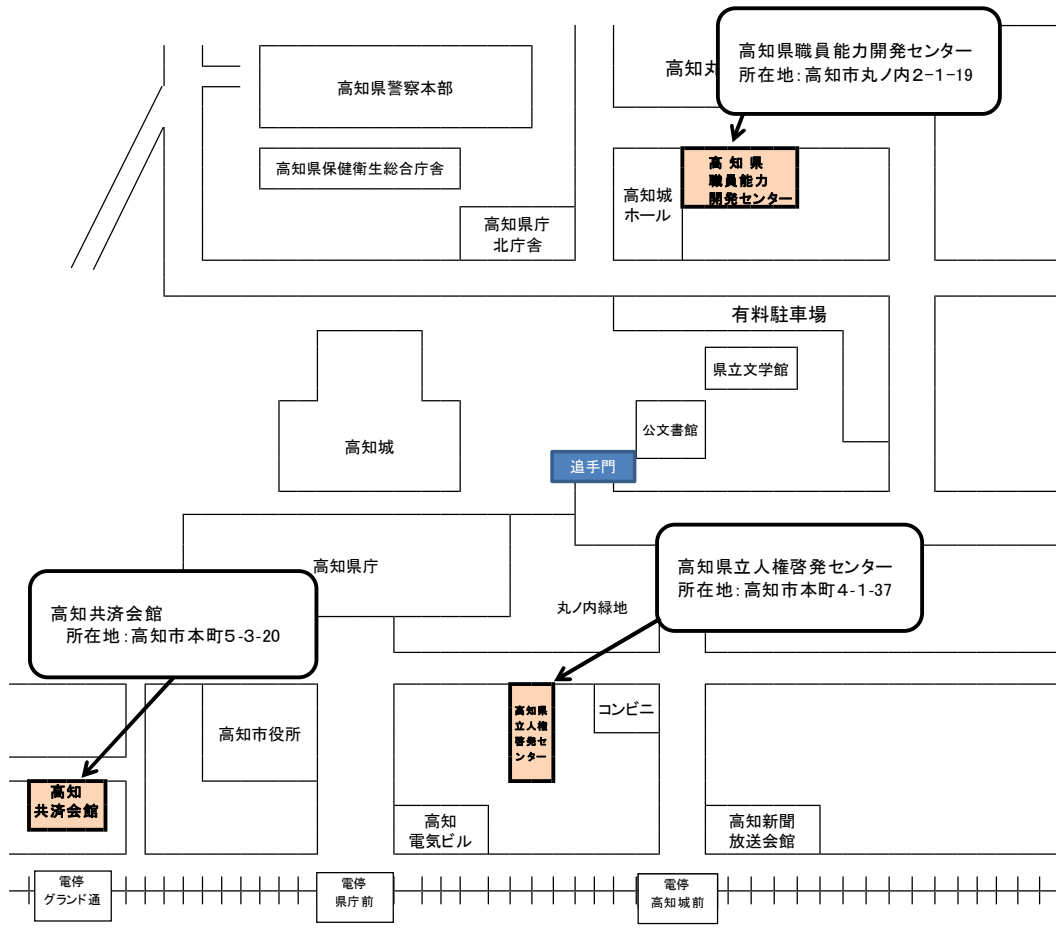 高知県職員能力開発センター
所在地：高知市丸ノ内２-１-19
高知丸
高知県警察本部
高知県保健衛生総合庁舎
高知県庁
北庁舎
高知城
ホール
高 知 県
職員能力
開発センター
有料駐車場
県立文学館
公文書館
高知城
追手門
高知県庁
高知県立人権啓発センター
所在地：高知市本町４-1-37
丸ノ内緑地
高知共済会館
所在地：高知市本町５-3-20
高知市役所
高知県
立人権
啓発セ
ンター
コンビニ
高知
共済会館
高知
電気ビル
高知新聞
放送会館
電停
グランド通
電停
県庁前
電停
高知城前